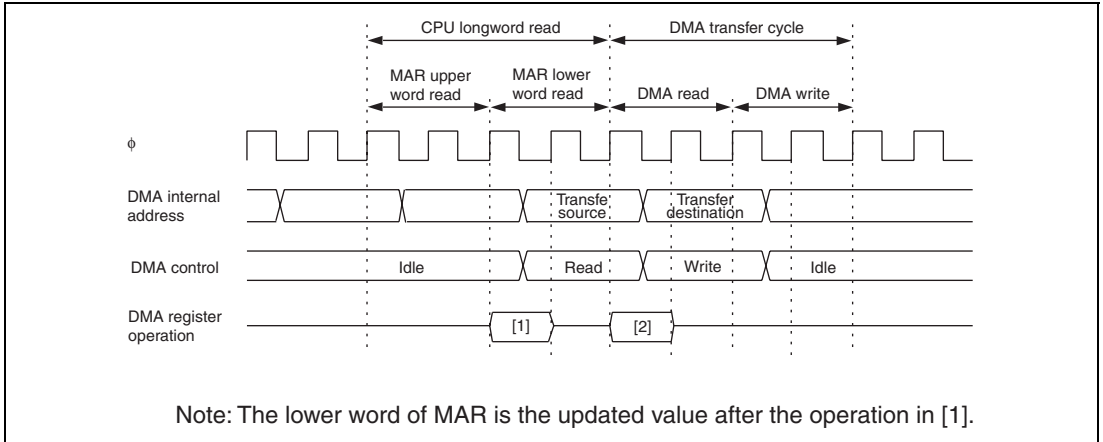 CPU longword read
DMA transfer cycle
MAR upper
word read
MAR lower
word read
DMA read
DMA write
ϕ
DMA internal
address
Transfe
source
Transfer
destination
DMA control
Idle
Read
Write
Idle
DMA register
operation
[1]
[2]
Note: The lower word of MAR is the updated value after the operation in [1].